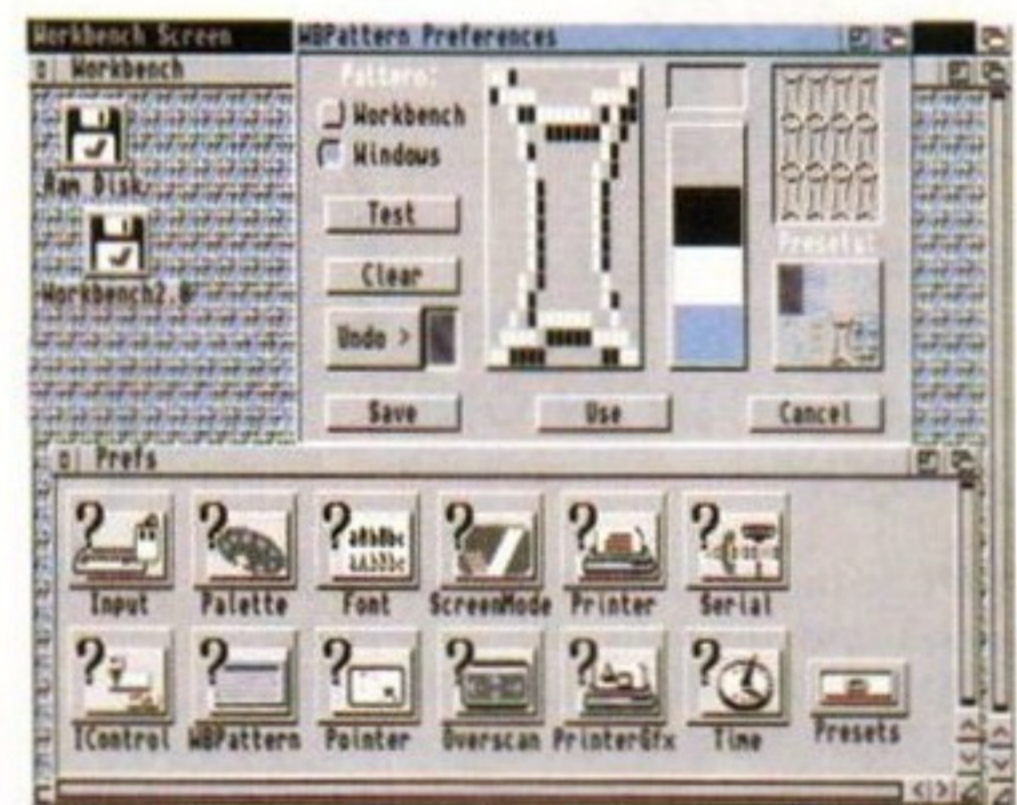 Workbench Screen
WBPattern Preferences
Workbench
Ram Disk
Workbench2.0
Pattern:
Workbench
Windows
Test
Clear
Undo >
Presets:
Save
Use
Cancel
Prefs
Input
Palette
Font
ScreenMode
Printer
Serial
IControl
WBPattern
Pointer
Overscan
PrinterGfx
Time
Presets